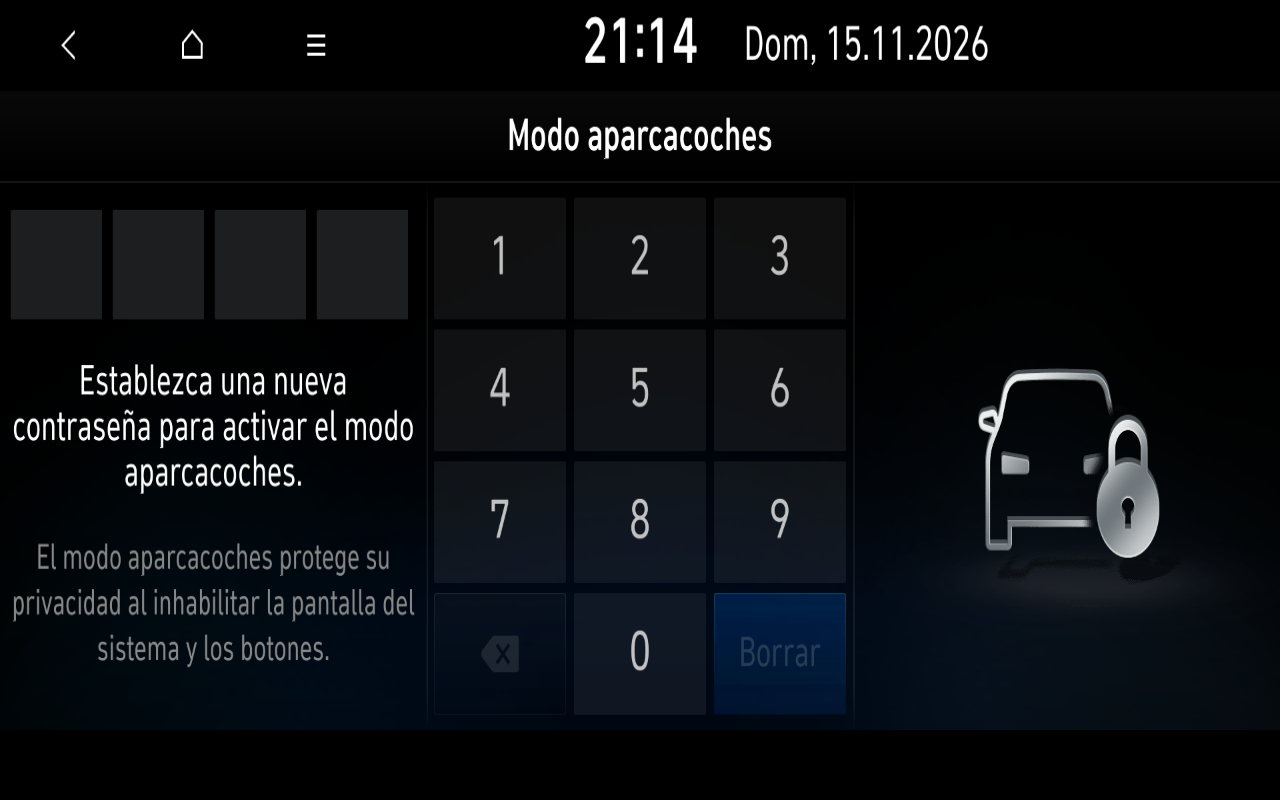 21:14 Dom, 15.11.2026
Modo aparcacoches
Establezca una nueva
contraseña para activar el modo
aparcacoches.
El modo aparcacoches protege su
privacidad al inhabilitar la pantalla del
sistema y los botones.
1 2 3
4 5 6
7 8 9
0 Borrar